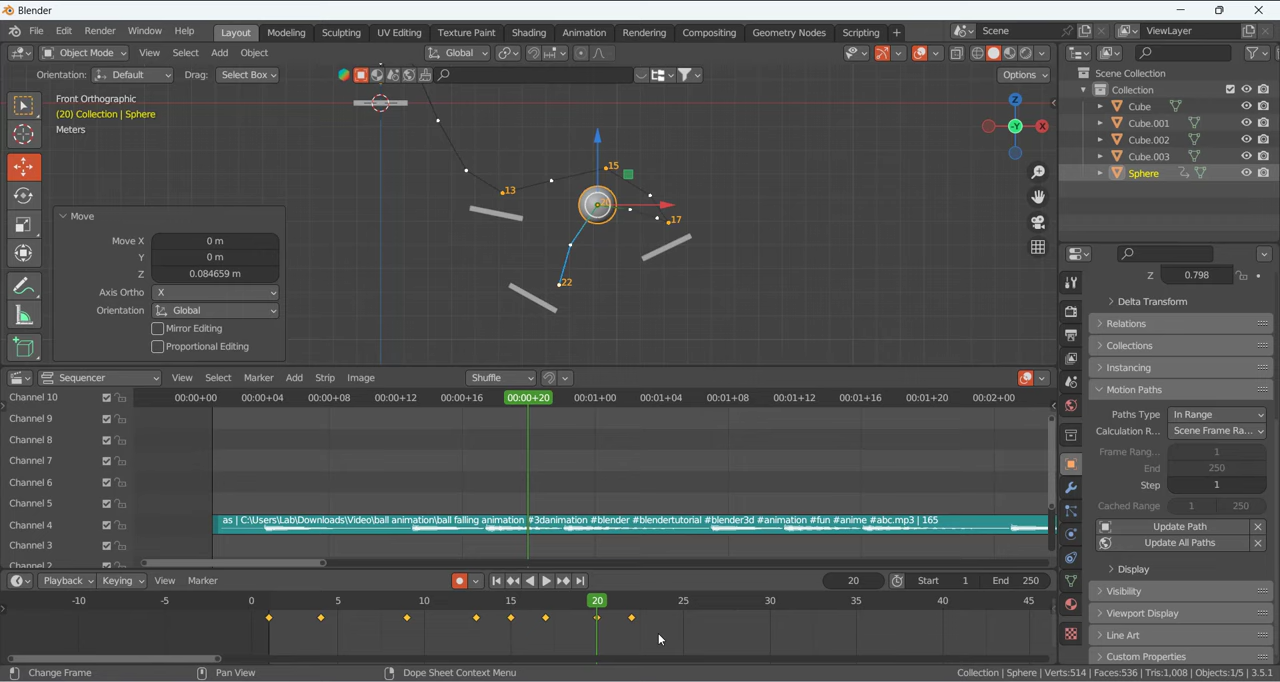 Blender
File Edit Render Window Help Layout Modeling Sculpting UV Editing Texture Paint Shading Animation Rendering Compositing Geometry Nodes Scripting + Scene ViewLayer
Object Mode View Select Add Object Global
Orientation: Default Drag: Select Box Options
Front Orthographic
(20) Collection | Sphere
Meters
Z
X
-Y
13
15
17
22
Move
Move X 0 m
Y 0 m
Z 0.084659 m
Axis Ortho X
Orientation Global
Mirror Editing
Proportional Editing
Scene Collection
Collection
Cube
Cube.001
Cube.002
Cube.003
Sphere
Z 0.798
Delta Transform
Relations
Collections
Instancing
Motion Paths
Paths Type In Range
Calculation R... Scene Frame Ra...
Frame Rang... 1
End 250
Step 1
Cached Range 1 250
Update Path
Update All Paths
Display
Visibility
Viewport Display
Line Art
Custom Properties
Sequencer View Select Marker Add Strip Image Shuffle
Channel 10 00:00+00 00:00+04 00:00+08 00:00+12 00:00+16 00:00+20 00:01+00 00:01+04 00:01+08 00:01+12 00:01+16 00:01+20 00:02+00
Channel 9
Channel 8
Channel 7
Channel 6
Channel 5
Channel 4 as | C:\Users\Lab\Downloads\Video\ball animation\ball falling animation #3danimation #blender #blendertutorial #blender3d #animation #fun #anime #abc.mp3 | 165
Channel 3
Channel 2
Playback Keying View Marker 20 Start 1 End 250
-10 -5 0 5 10 15 20 25 30 35 40 45
Change Frame Pan View Dope Sheet Context Menu Collection | Sphere | Verts:514 | Faces:536 | Tris:1,008 | Objects:1/5 | 3.5.1